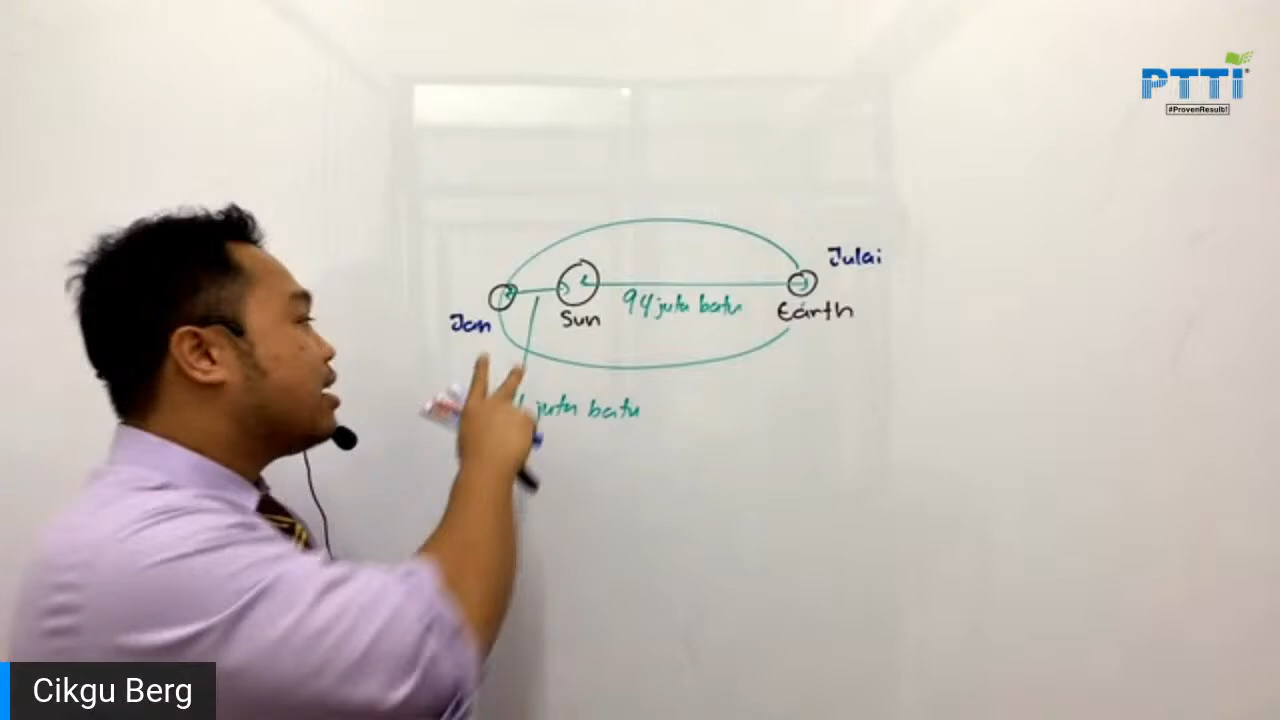 PTTI
#ProvenResult!
Julai
94 juta batu
Earth
Sun
Jan
juta batu
Cikgu Berg